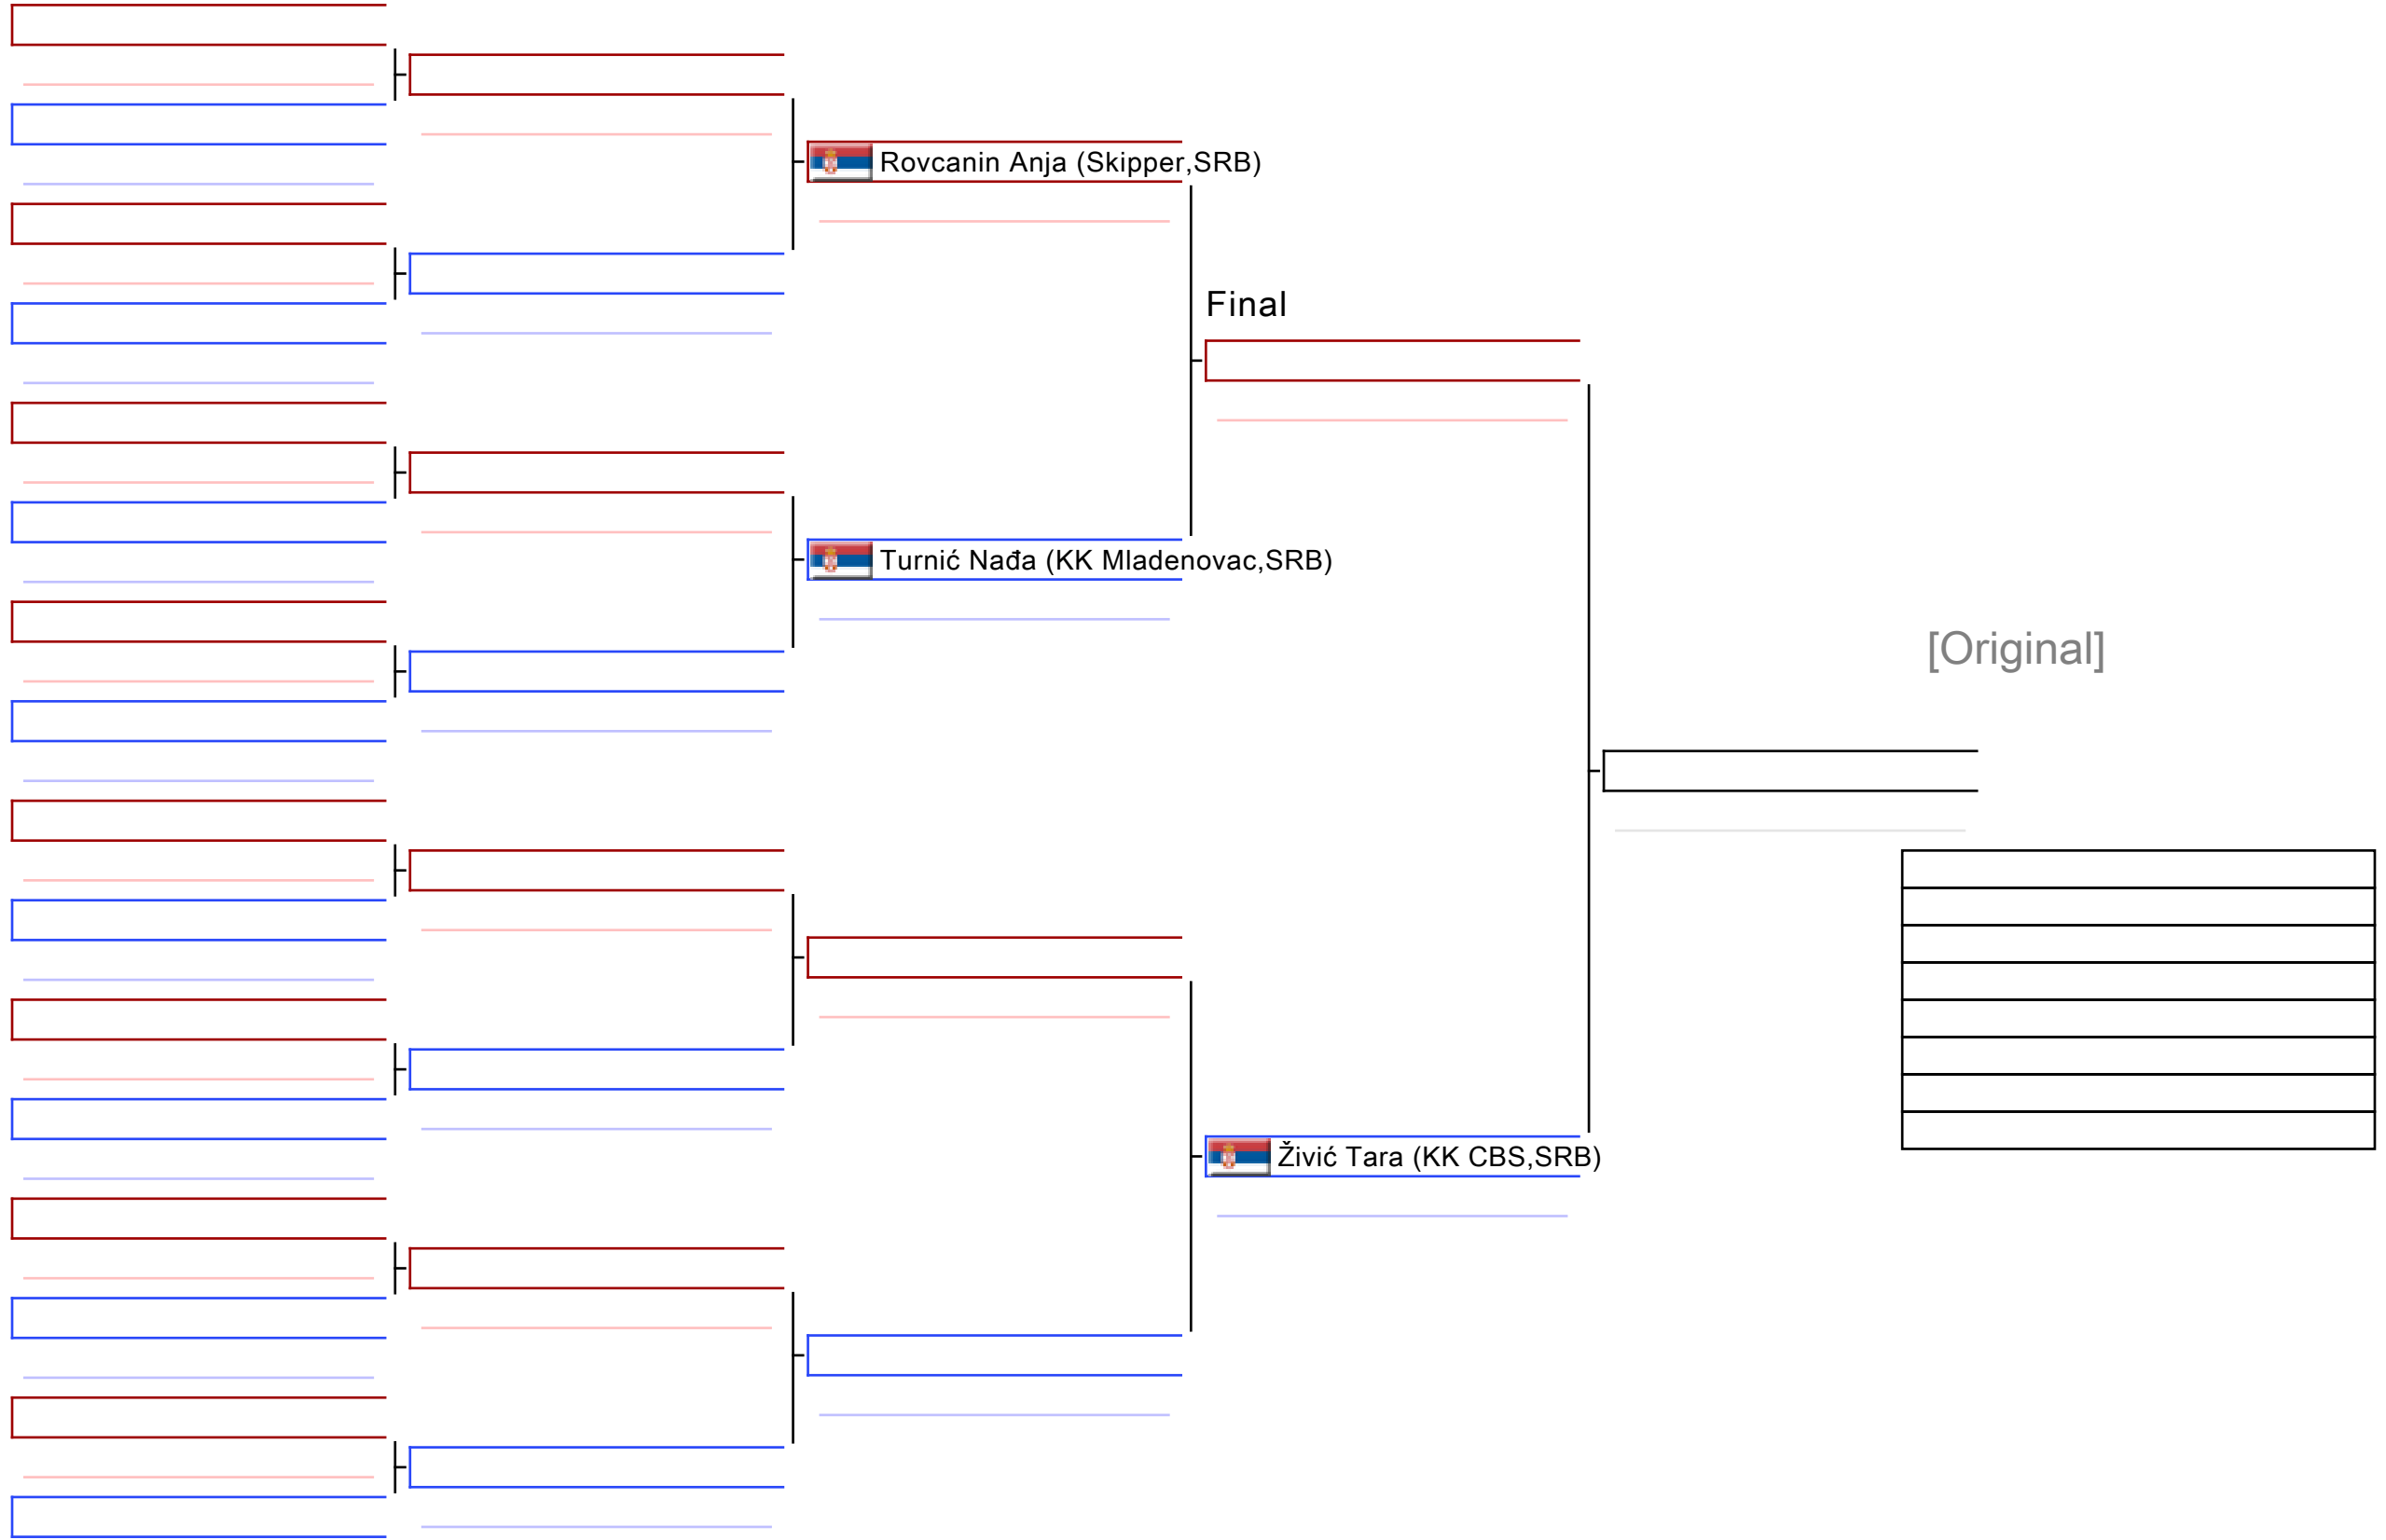 Rovcanin Anja (Skipper,SRB)
Final
Turnić Nađa (KK Mladenovac,SRB)
[Original]
Živić Tara (KK CBS,SRB)